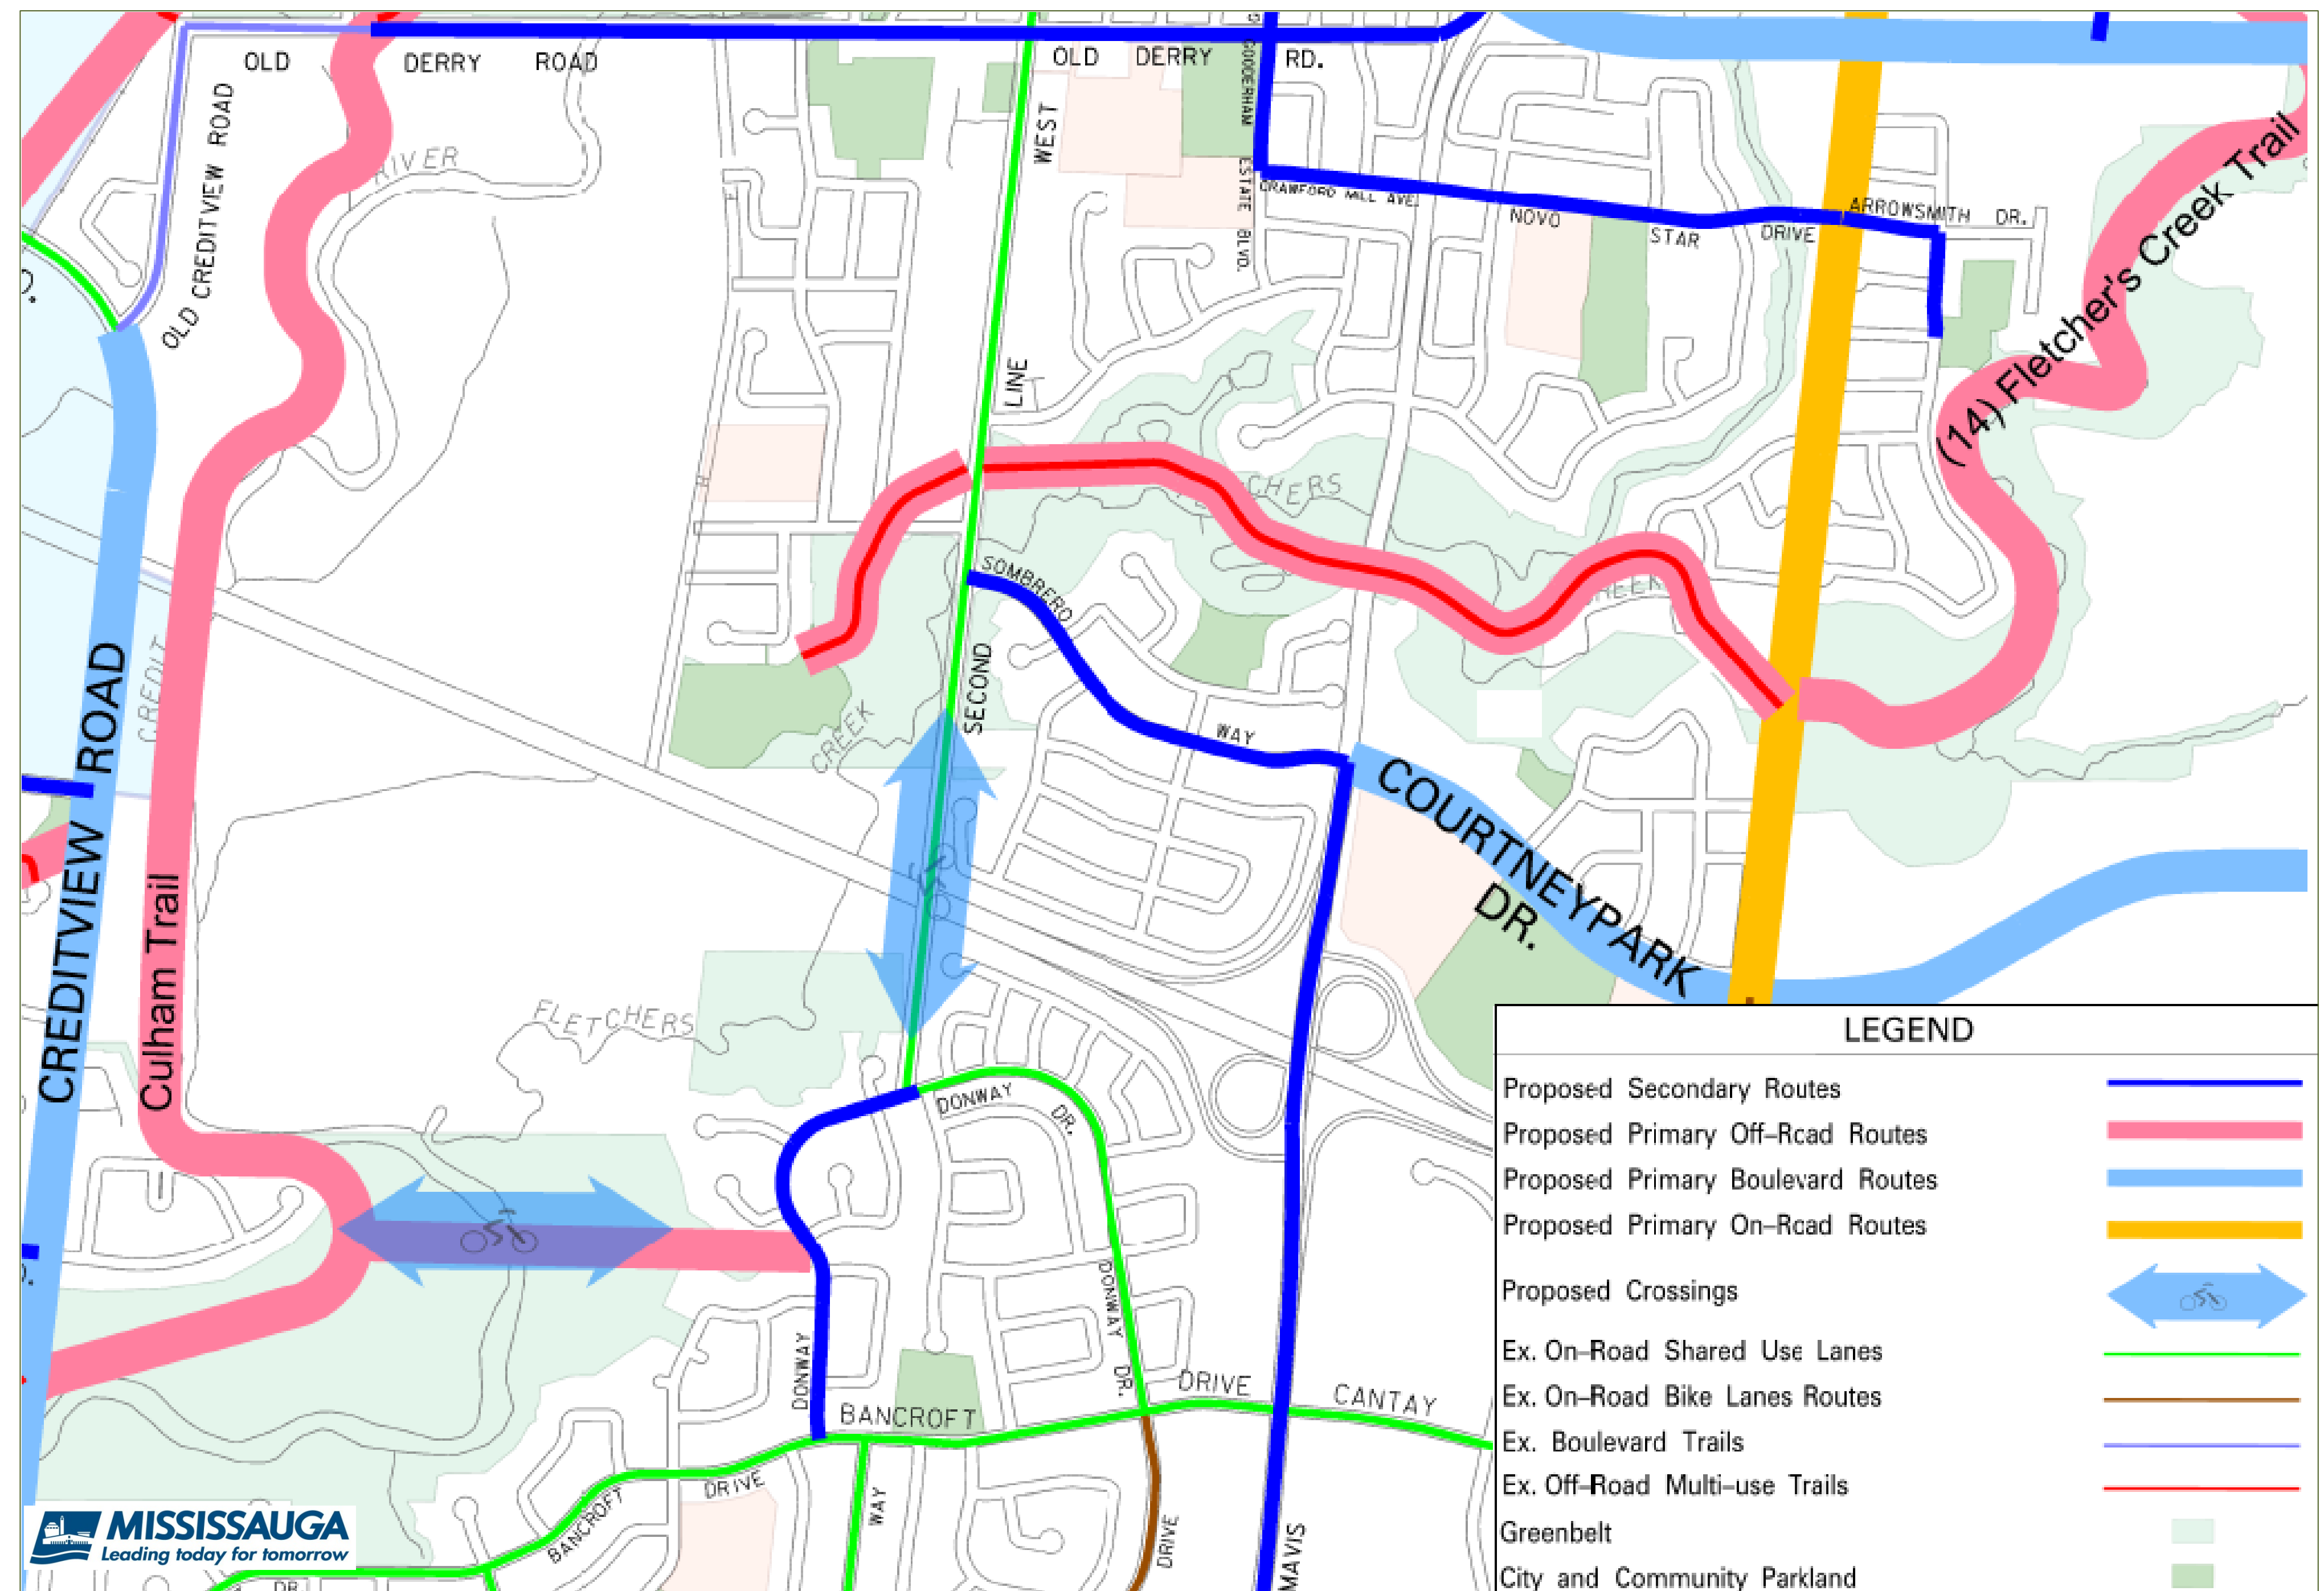 OLD DERRY ROAD
OLD DERRY RD.
OLD CREDITVIEW ROAD
OLD CREDITVIEW ROAD
WEST
GOODERHAM
ESTATE BLVD.
CRAWFORD MILL AVE.
NOVO STAR DRIVE
ARROWSMITH DR.
(14) Fletcher's Creek Trail
LINE
CREEK
SOMBRERO
WAY
SECOND
CREDIT
CREDITVIEW ROAD
Culham Trail
COURTNEYPARK
DR.
FLETCHERS
DONWAY
DR.
DONWAY DR.
DONWAY
BANCROFT
DRIVE
CANTAY
BANCROFT
DRIVE
WAY
DRIVE
MAVIS
DR
MISSISSAUGA
Leading today for tomorrow
LEGEND
Proposed Secondary Routes
Proposed Primary Off-Road Routes
Proposed Primary Boulevard Routes
Proposed Primary On-Road Routes
Proposed Crossings
Ex. On-Road Shared Use Lanes
Ex. On-Road Bike Lanes Routes
Ex. Boulevard Trails
Ex. Off-Road Multi-use Trails
Greenbelt
City and Community Parkland